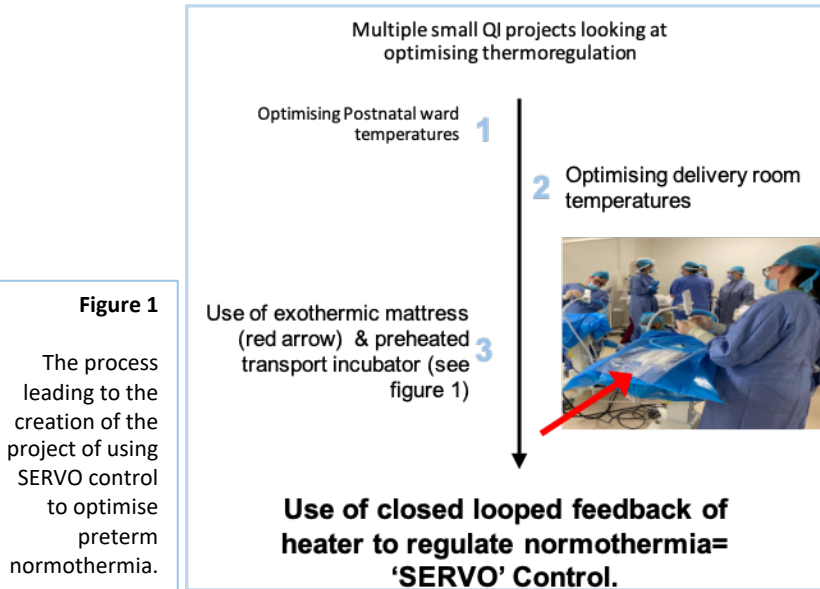 Multiple small QI projects looking at
optimising thermoregulation
Optimising Postnatal ward
temperatures
1
2
Optimising delivery room
temperatures
Use of exothermic mattress
(red arrow) & preheated
transport incubator (see
figure 1)
3
Use of closed looped feedback of
heater to regulate normothermia=
‘SERVO’ Control.
Figure 1
The process
leading to the
creation of the
project of using
SERVO control
to optimise
preterm
normothermia.